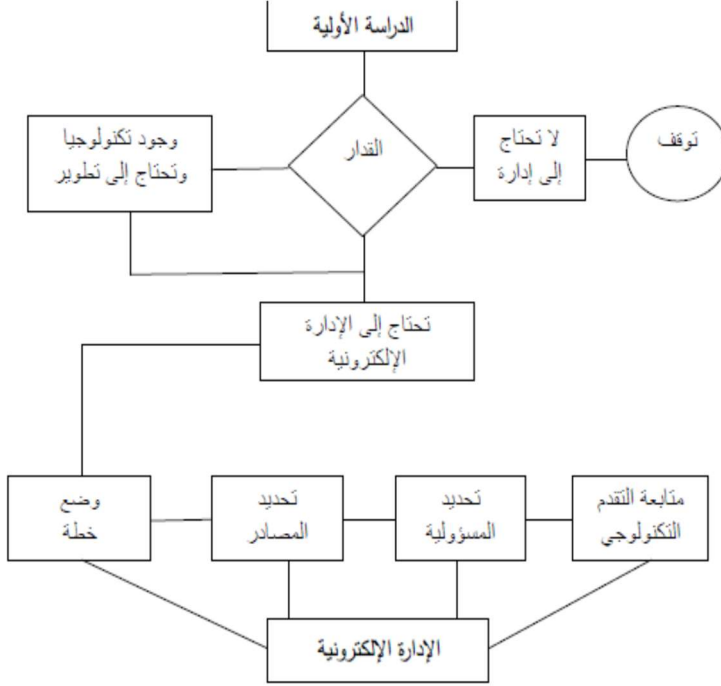 الدراسة الأولية
القدار
وجود تكنولوجيا
وتحتاج إلى تطوير
لا تحتاج
إلى إدارة
توقف
تحتاج إلى الإدارة
الإلكترونية
وضع
خطة
تحديد
المصادر
تحديد
المسؤولية
متابعة التقدم
التكنولوجي
الإدارة الإلكترونية